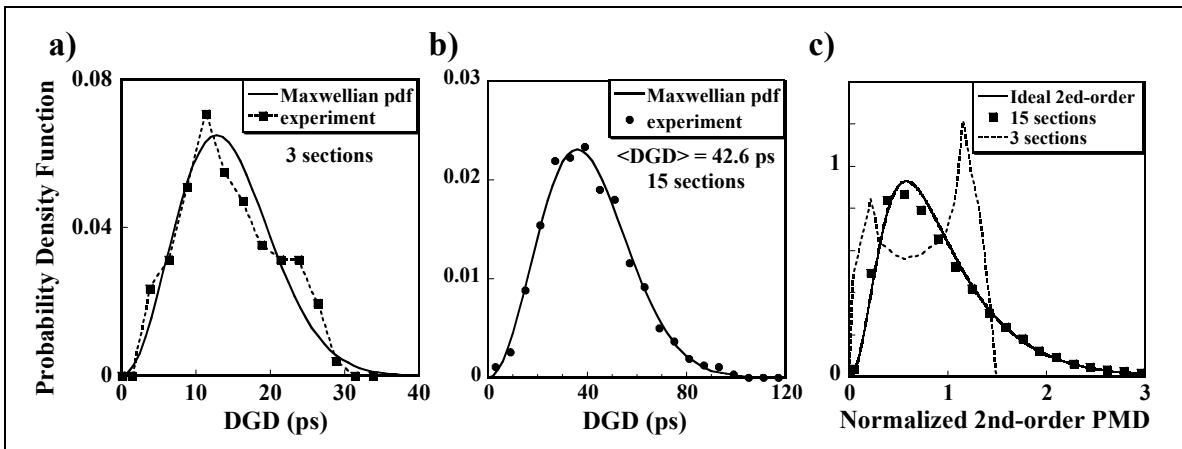 a)
Probability Density Function
0.08
0.04
0
Maxwellian pdf
experiment
3 sections
0 10 20 30 40
DGD (ps)
b)
0.03
0.02
0.01
0
Maxwellian pdf
experiment
<DGD> = 42.6 ps
15 sections
0 40 80 120
DGD (ps)
c)
1
0
Ideal 2ed-order
15 sections
3 sections
0 1 2 3
Normalized 2nd-order PMD